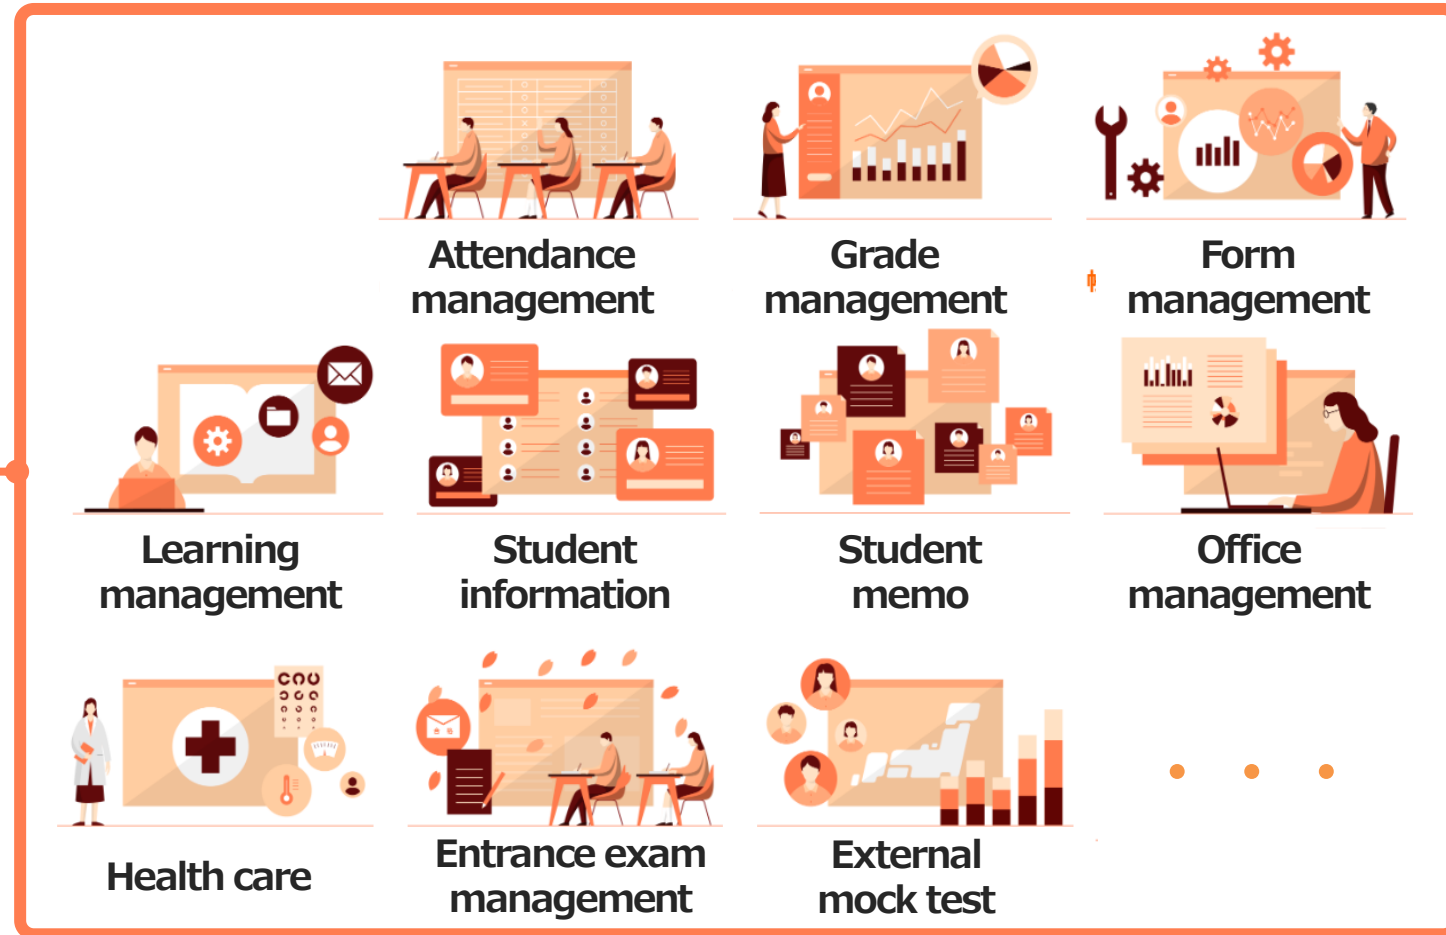 Attendance
management
Grade
management
Form
management
Learning
management
Student
information
Student
memo
Office
management
Health care
Entrance exam
management
External
mock test